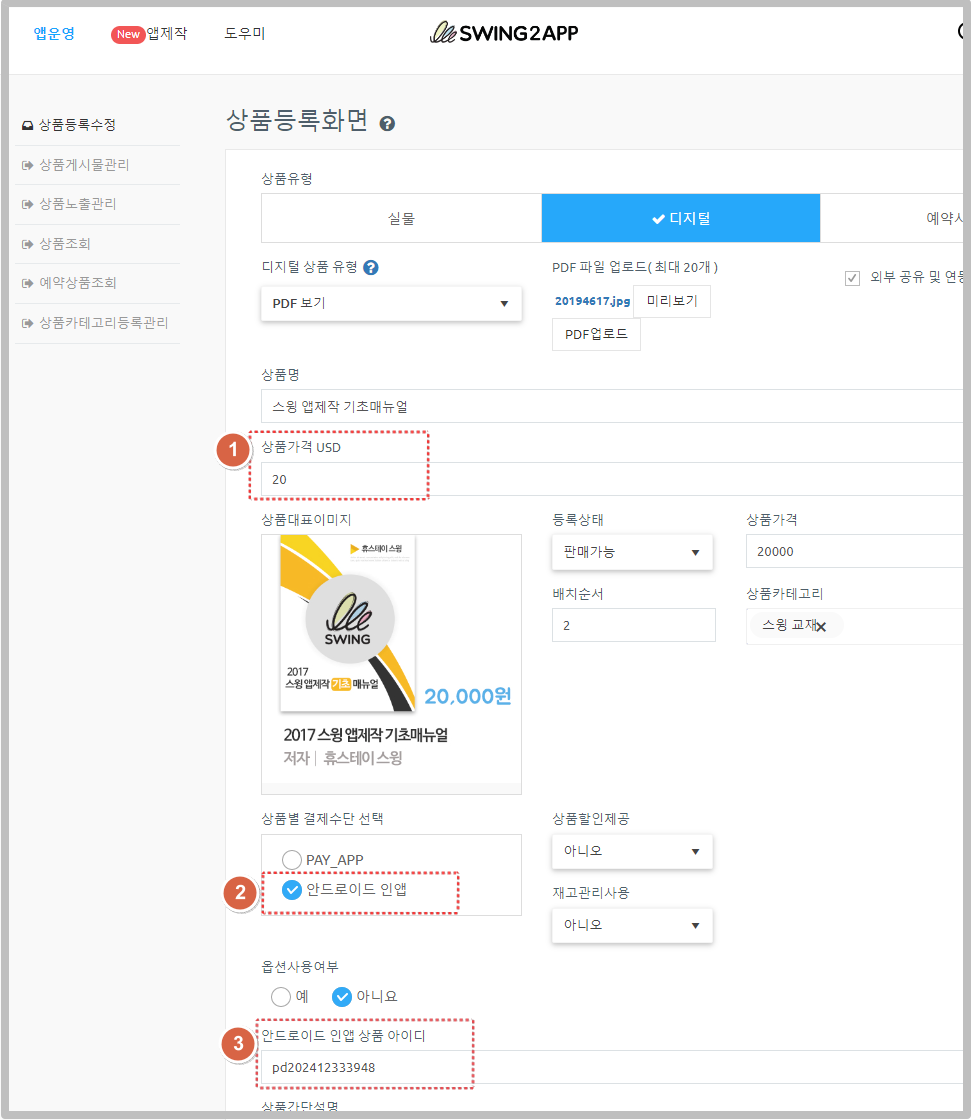 앱운영 New 앱제작 도우미 SWING2APP
상품등록수정
상품게시물관리
상품노출관리
상품조회
예약상품조회
상품카테고리등록관리
상품등록화면 ?
상품유형
실물 디지털 예약서
디지털 상품 유형 ?
PDF 보기
PDF 파일 업로드( 최대 20개 )
20194617.jpg 미리보기
PDF업로드
외부 공유 및 연동
상품명
스윙 앱제작 기초매뉴얼
1
상품가격 USD
20
상품대표이미지
휴스테이 스윙
SWING
2017
스윙 앱제작 기초 매뉴얼
20,000원
2017 스윙 앱제작 기초매뉴얼
저자 | 휴스테이 스윙
등록상태
판매가능
상품가격
20000
배치순서
2
상품카테고리
스윙 교재
상품별 결제수단 선택
PAY_APP
2
안드로이드 인앱
상품할인제공
아니오
재고관리사용
아니오
옵션사용여부
예 아니요
3
안드로이드 인앱 상품 아이디
pd202412333948
상품간단설명